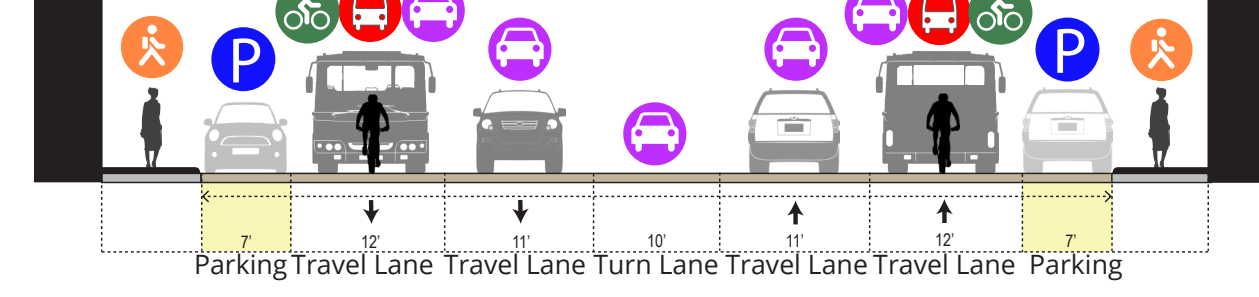 P P
7’ 12’ 11’ 10’ 11’ 12’ 7’
Parking Travel Lane Travel Lane Turn Lane Travel Lane Travel Lane Parking